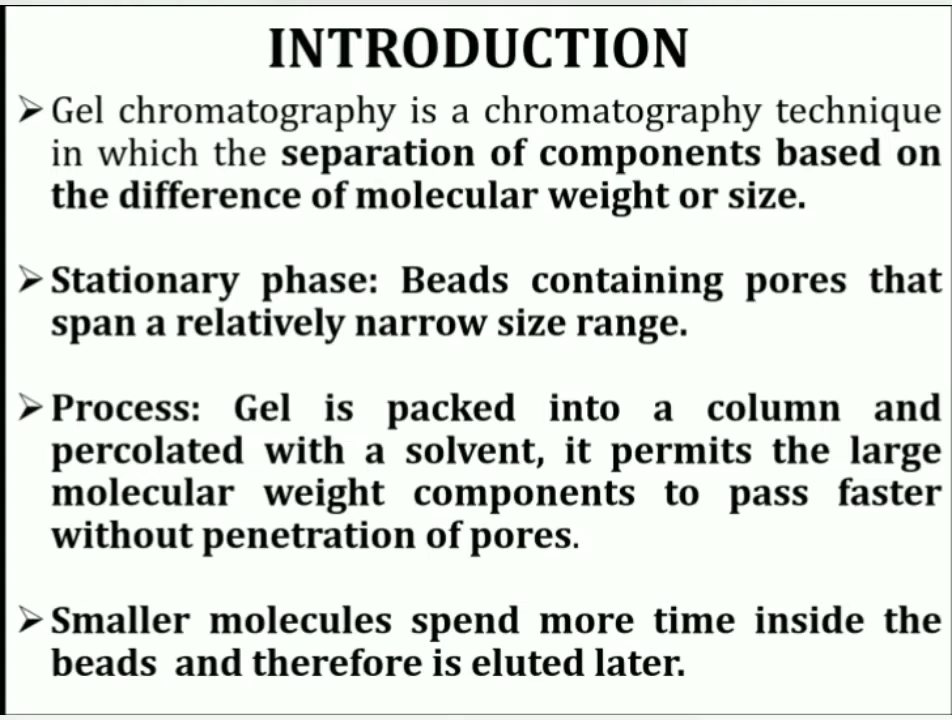 INTRODUCTION
➢ Gel chromatography is a chromatography technique
in which the separation of components based on
the difference of molecular weight or size.
➢ Stationary phase: Beads containing pores that
span a relatively narrow size range.
➢ Process: Gel is packed into a column and
percolated with a solvent, it permits the large
molecular weight components to pass faster
without penetration of pores.
➢ Smaller molecules spend more time inside the
beads and therefore is eluted later.